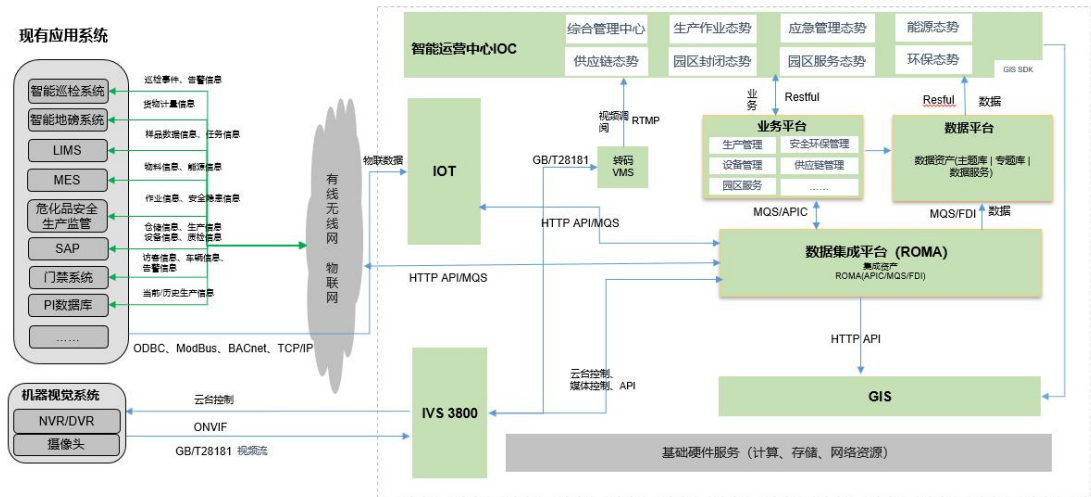 现有应用系统
智能巡检系统
智能地磅系统
LIMS
MES
危化品安全
生产监管
SAP
门禁系统
PI数据库
……
巡检事件、告警信息
货物计量信息
样品数据信息、任务信息
物料信息、能源信息
作业信息、安全隐患信息
仓储信息、生产信息
设备信息、质检信息
访客信息、车辆信息、
告警信息
当前/历史生产信息
ODBC、ModBus、BACnet、TCP/IP
机器视觉系统
NVR/DVR
摄像头
云台控制
ONVIF
GB/T28181 视频流
有线无线网 物联网
物联数据
HTTP API/MQS
智能运营中心IOC
综合管理中心
生产作业态势
应急管理态势
能源态势
供应链态势
园区封闭态势
园区服务态势
环保态势
GIS SDK
IOT
GB/T28181
视频调阅
RTMP
转码
VMS
业务
Restful
Resful
数据
业务平台
生产管理
安全环保管理
设备管理
供应链管理
园区服务
……
数据平台
数据资产(主题库 | 专题库 |
数据服务)
MQS/APIC
MQS/FDI
数据
HTTP API/MQS
数据集成平台（ROMA)
集成资产
ROMA(APIC/MQS/FDI)
HTTP API
云台控制、
媒体控制、API
IVS 3800
GIS
基础硬件服务（计算、存储、网络资源）